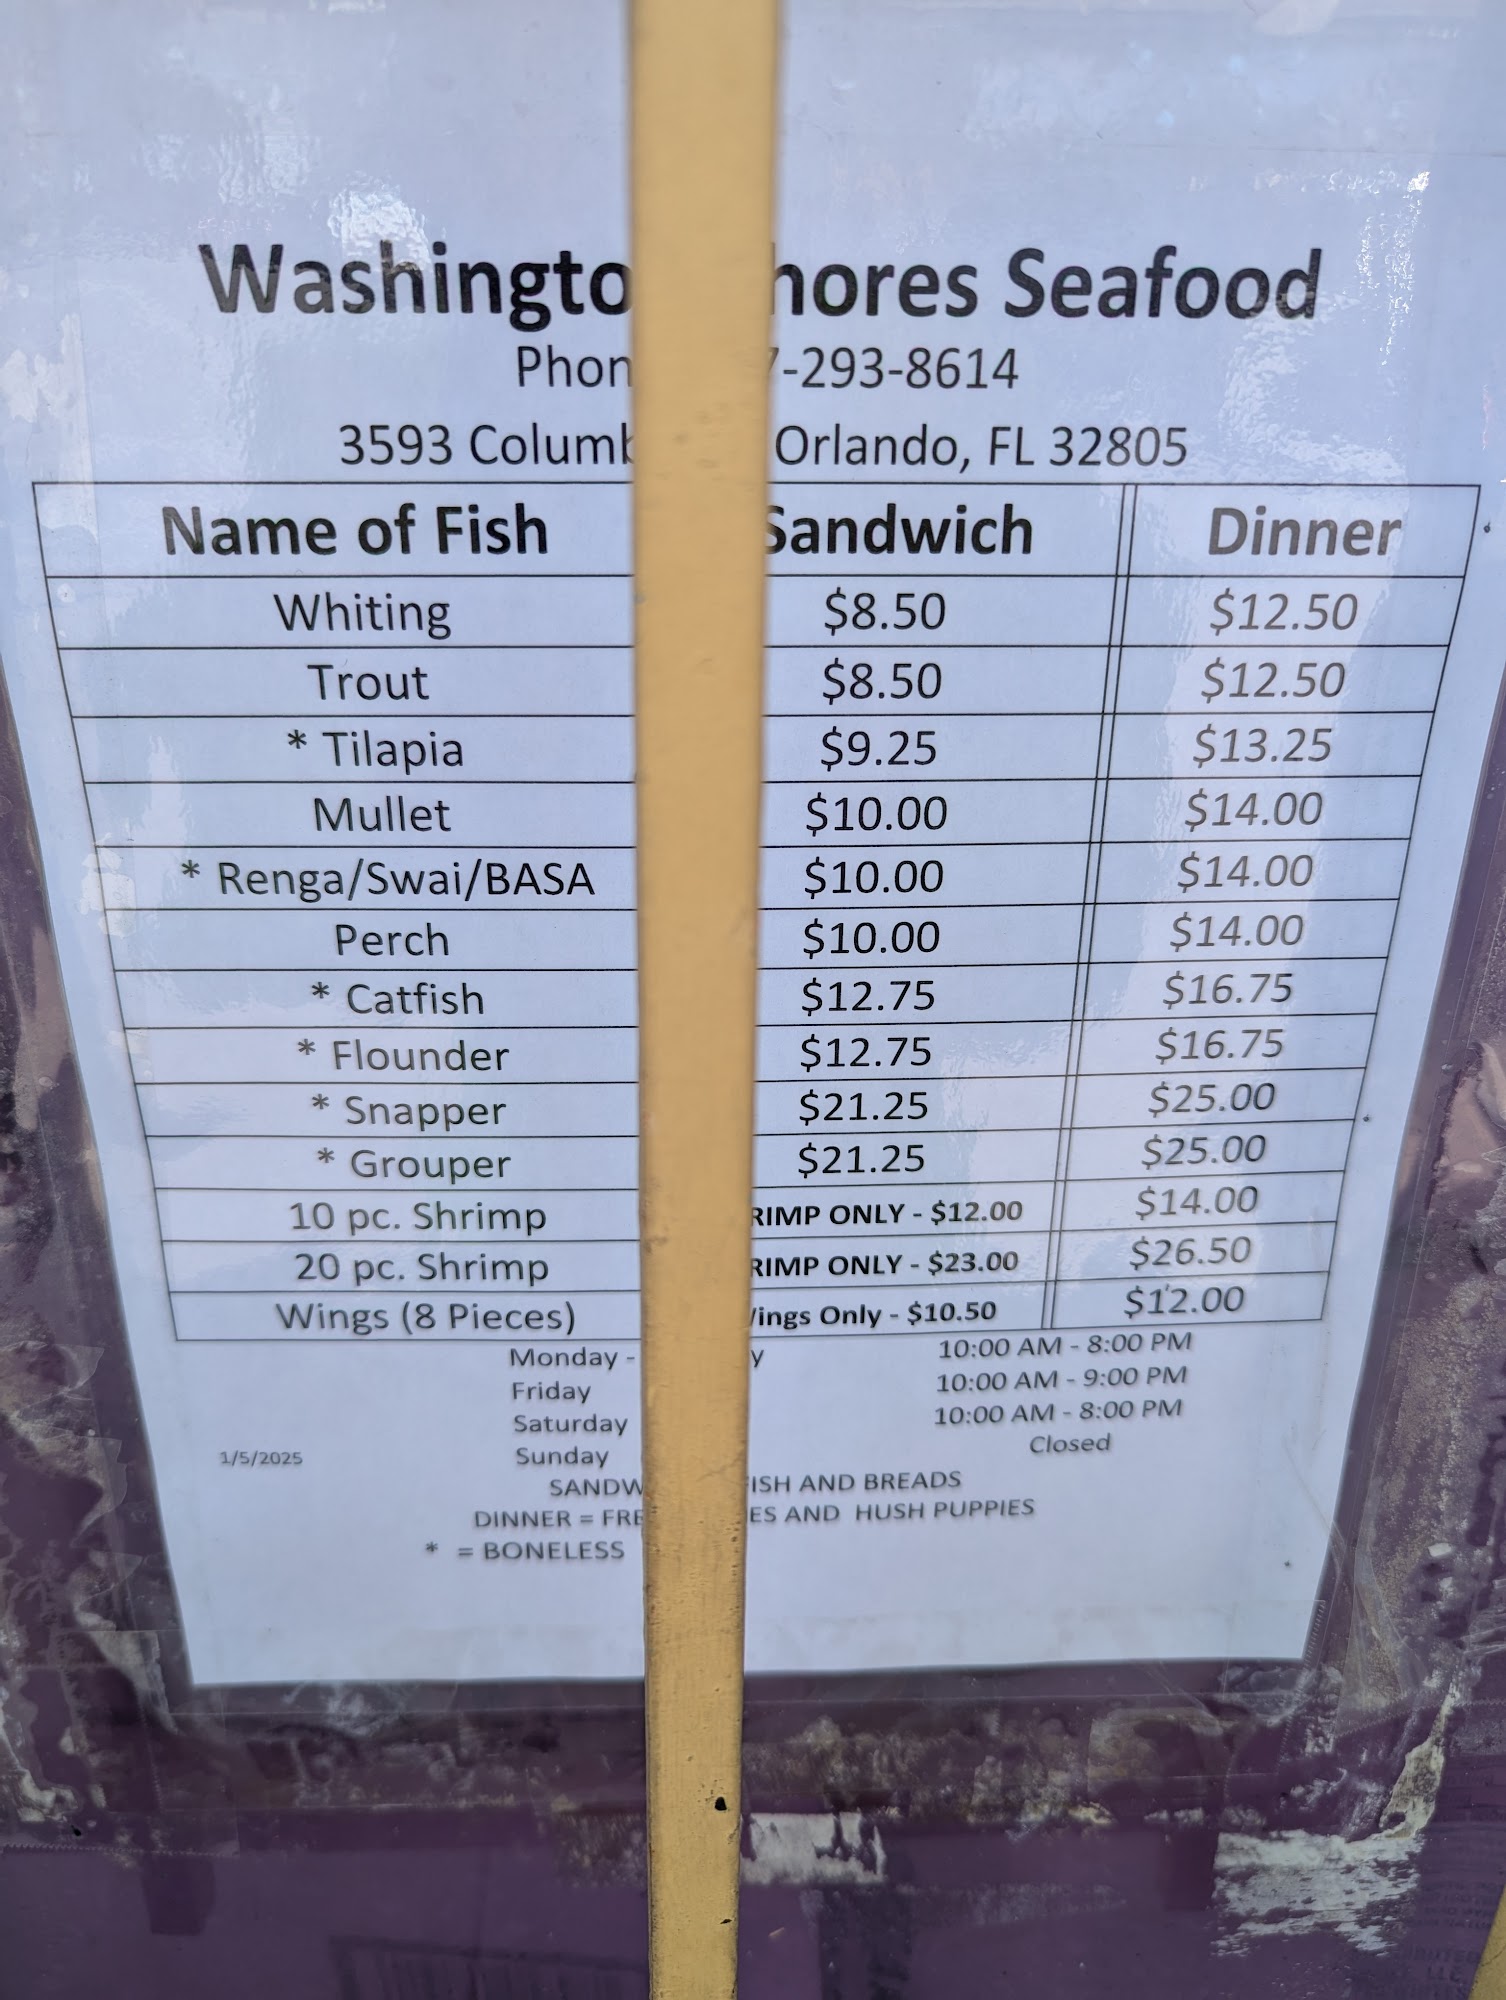 Washingto hores Seafood
Phon 7-293-8614
3593 Columb Orlando, FL 32805
Name of Fish Sandwich Dinner
Whiting $8.50 $12.50
Trout $8.50 $12.50
* Tilapia $9.25 $13.25
Mullet $10.00 $14.00
* Renga/Swai/BASA $10.00 $14.00
Perch $10.00 $14.00
* Catfish $12.75 $16.75
* Flounder $12.75 $16.75
* Snapper $21.25 $25.00
* Grouper $21.25 $25.00
10 pc. Shrimp RIMP ONLY - $12.00 $14.00
20 pc. Shrimp RIMP ONLY - $23.00 $26.50
Wings (8 Pieces) Wings Only - $10.50 $12.00
Monday - y 10:00 AM - 8:00 PM
Friday 10:00 AM - 9:00 PM
Saturday 10:00 AM - 8:00 PM
1/5/2025 Sunday Closed
SANDW ISH AND BREADS
DINNER = FRE ES AND HUSH PUPPIES
* = BONELESS